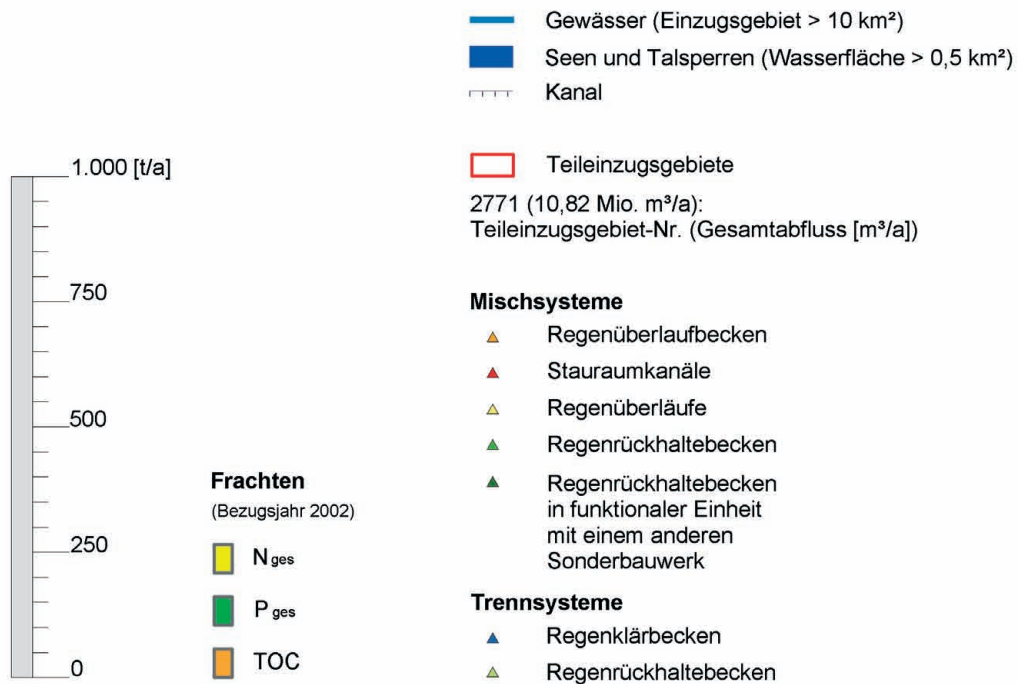 Gewässer (Einzugsgebiet > 10 km²)
Seen und Talsperren (Wasserfläche > 0,5 km²)
Kanal
Teileinzugsgebiete
2771 (10,82 Mio. m³/a):
Teileinzugsgebiet-Nr. (Gesamtabfluss [m³/a])
1.000 [t/a]
750
500
250
0
Frachten
(Bezugsjahr 2002)
N ges
P ges
TOC
Mischsysteme
Regenüberlaufbecken
Stauraumkanäle
Regenüberläufe
Regenrückhaltebecken
Regenrückhaltebecken
in funktionaler Einheit
mit einem anderen
Sonderbauwerk
Trennsysteme
Regenklärbecken
Regenrückhaltebecken